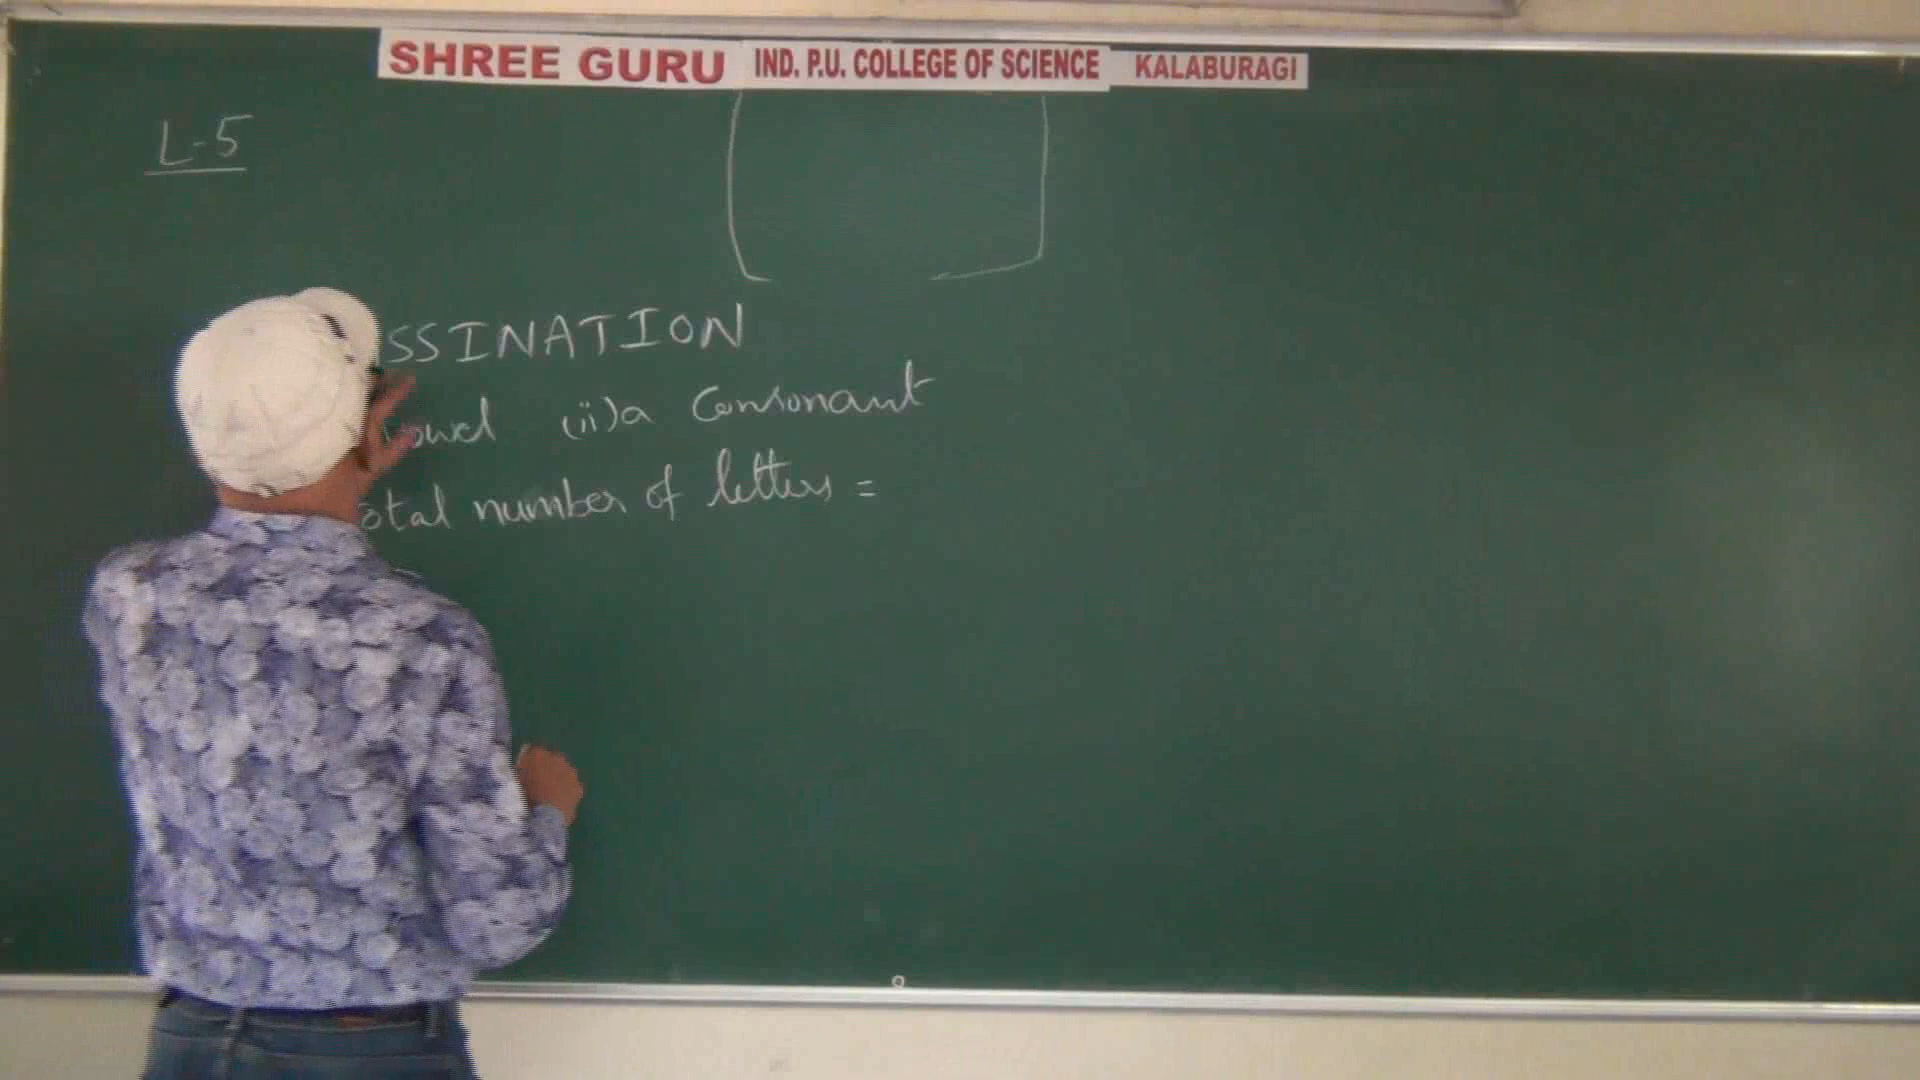 SHREE GURU IND. P.U. COLLEGE OF SCIENCE KALABURAGI
L-5
SSINATION
owel (ii) a Consonant
otal number of letters =